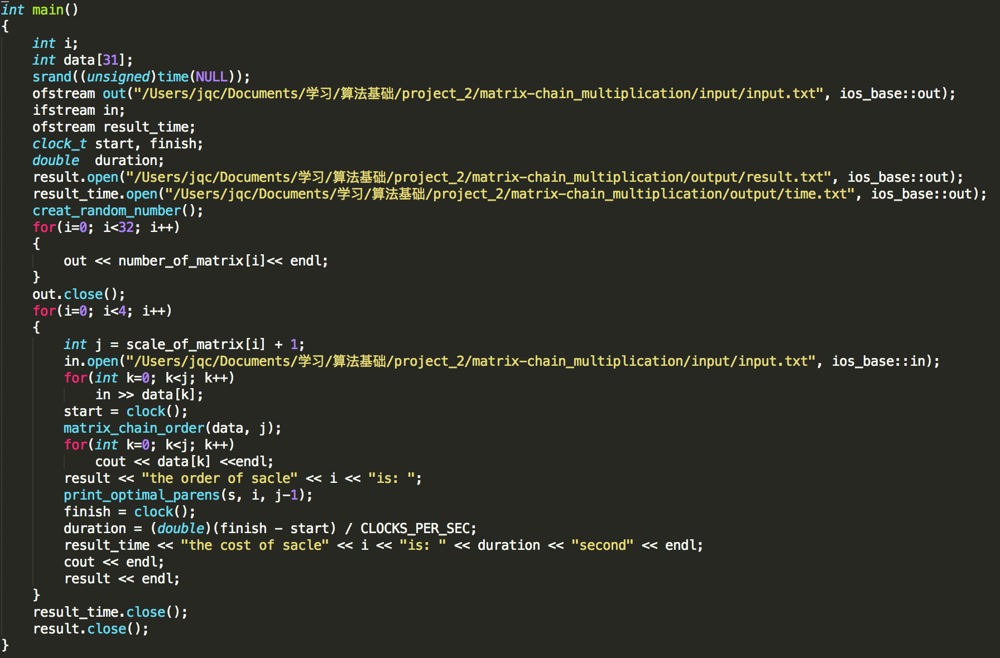 int main()
{
    int i;
    int data[31];
    srand((unsigned)time(NULL));
    ofstream out("/Users/jqc/Documents/学习/算法基础/project_2/matrix-chain_multiplication/input/input.txt", ios_base::out);
    ifstream in;
    ofstream result_time;
    clock_t start, finish;
    double  duration;
    result.open("/Users/jqc/Documents/学习/算法基础/project_2/matrix-chain_multiplication/output/result.txt", ios_base::out);
    result_time.open("/Users/jqc/Documents/学习/算法基础/project_2/matrix-chain_multiplication/output/time.txt", ios_base::out);
    creat_random_number();
    for(i=0; i<32; i++)
    {
        out << number_of_matrix[i]<< endl;
    }
    out.close();
    for(i=0; i<4; i++)
    {
        int j = scale_of_matrix[i] + 1;
        in.open("/Users/jqc/Documents/学习/算法基础/project_2/matrix-chain_multiplication/input/input.txt", ios_base::in);
        for(int k=0; k<j; k++)
            in >> data[k];
        start = clock();
        matrix_chain_order(data, j);
        for(int k=0; k<j; k++)
            cout << data[k] <<endl;
        result << "the order of sacle" << i << "is: ";
        print_optimal_parens(s, i, j-1);
        finish = clock();
        duration = (double)(finish - start) / CLOCKS_PER_SEC;
        result_time << "the cost of sacle" << i << "is: " << duration << "second" << endl;
        cout << endl;
        result << endl;
    }
    result_time.close();
    result.close();
}